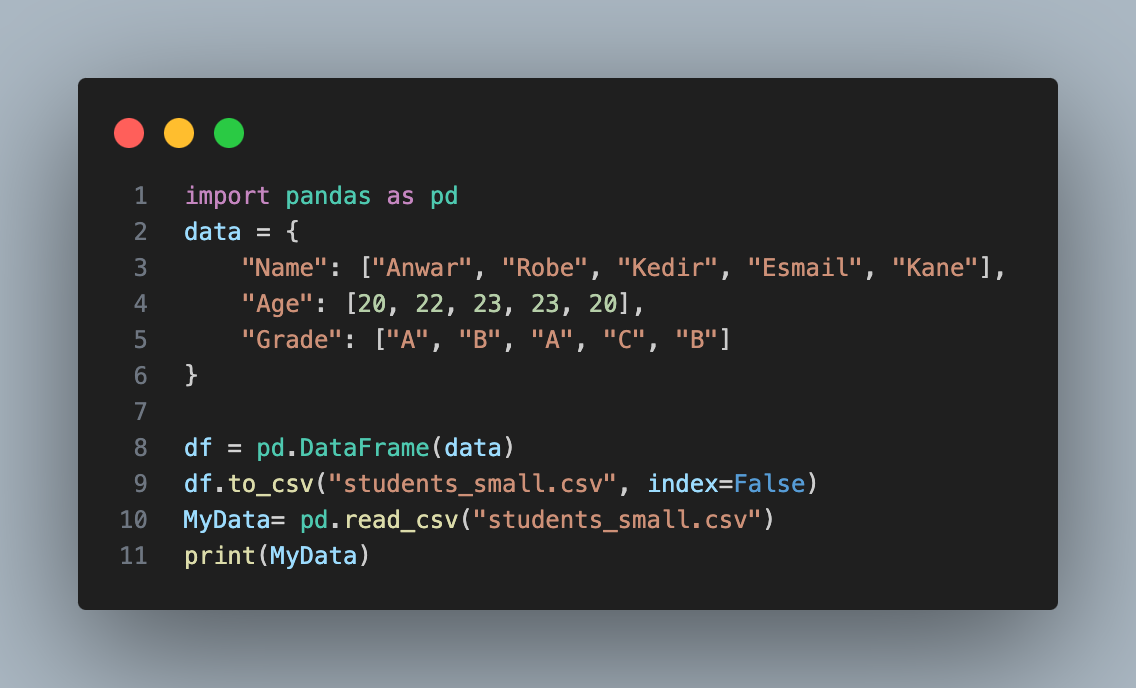 1 import pandas as pd
2 data = {
3     "Name": ["Anwar", "Robe", "Kedir", "Esmail", "Kane"],
4     "Age": [20, 22, 23, 23, 20],
5     "Grade": ["A", "B", "A", "C", "B"]
6 }
7
8 df = pd.DataFrame(data)
9 df.to_csv("students_small.csv", index=False)
10 MyData= pd.read_csv("students_small.csv")
11 print(MyData)